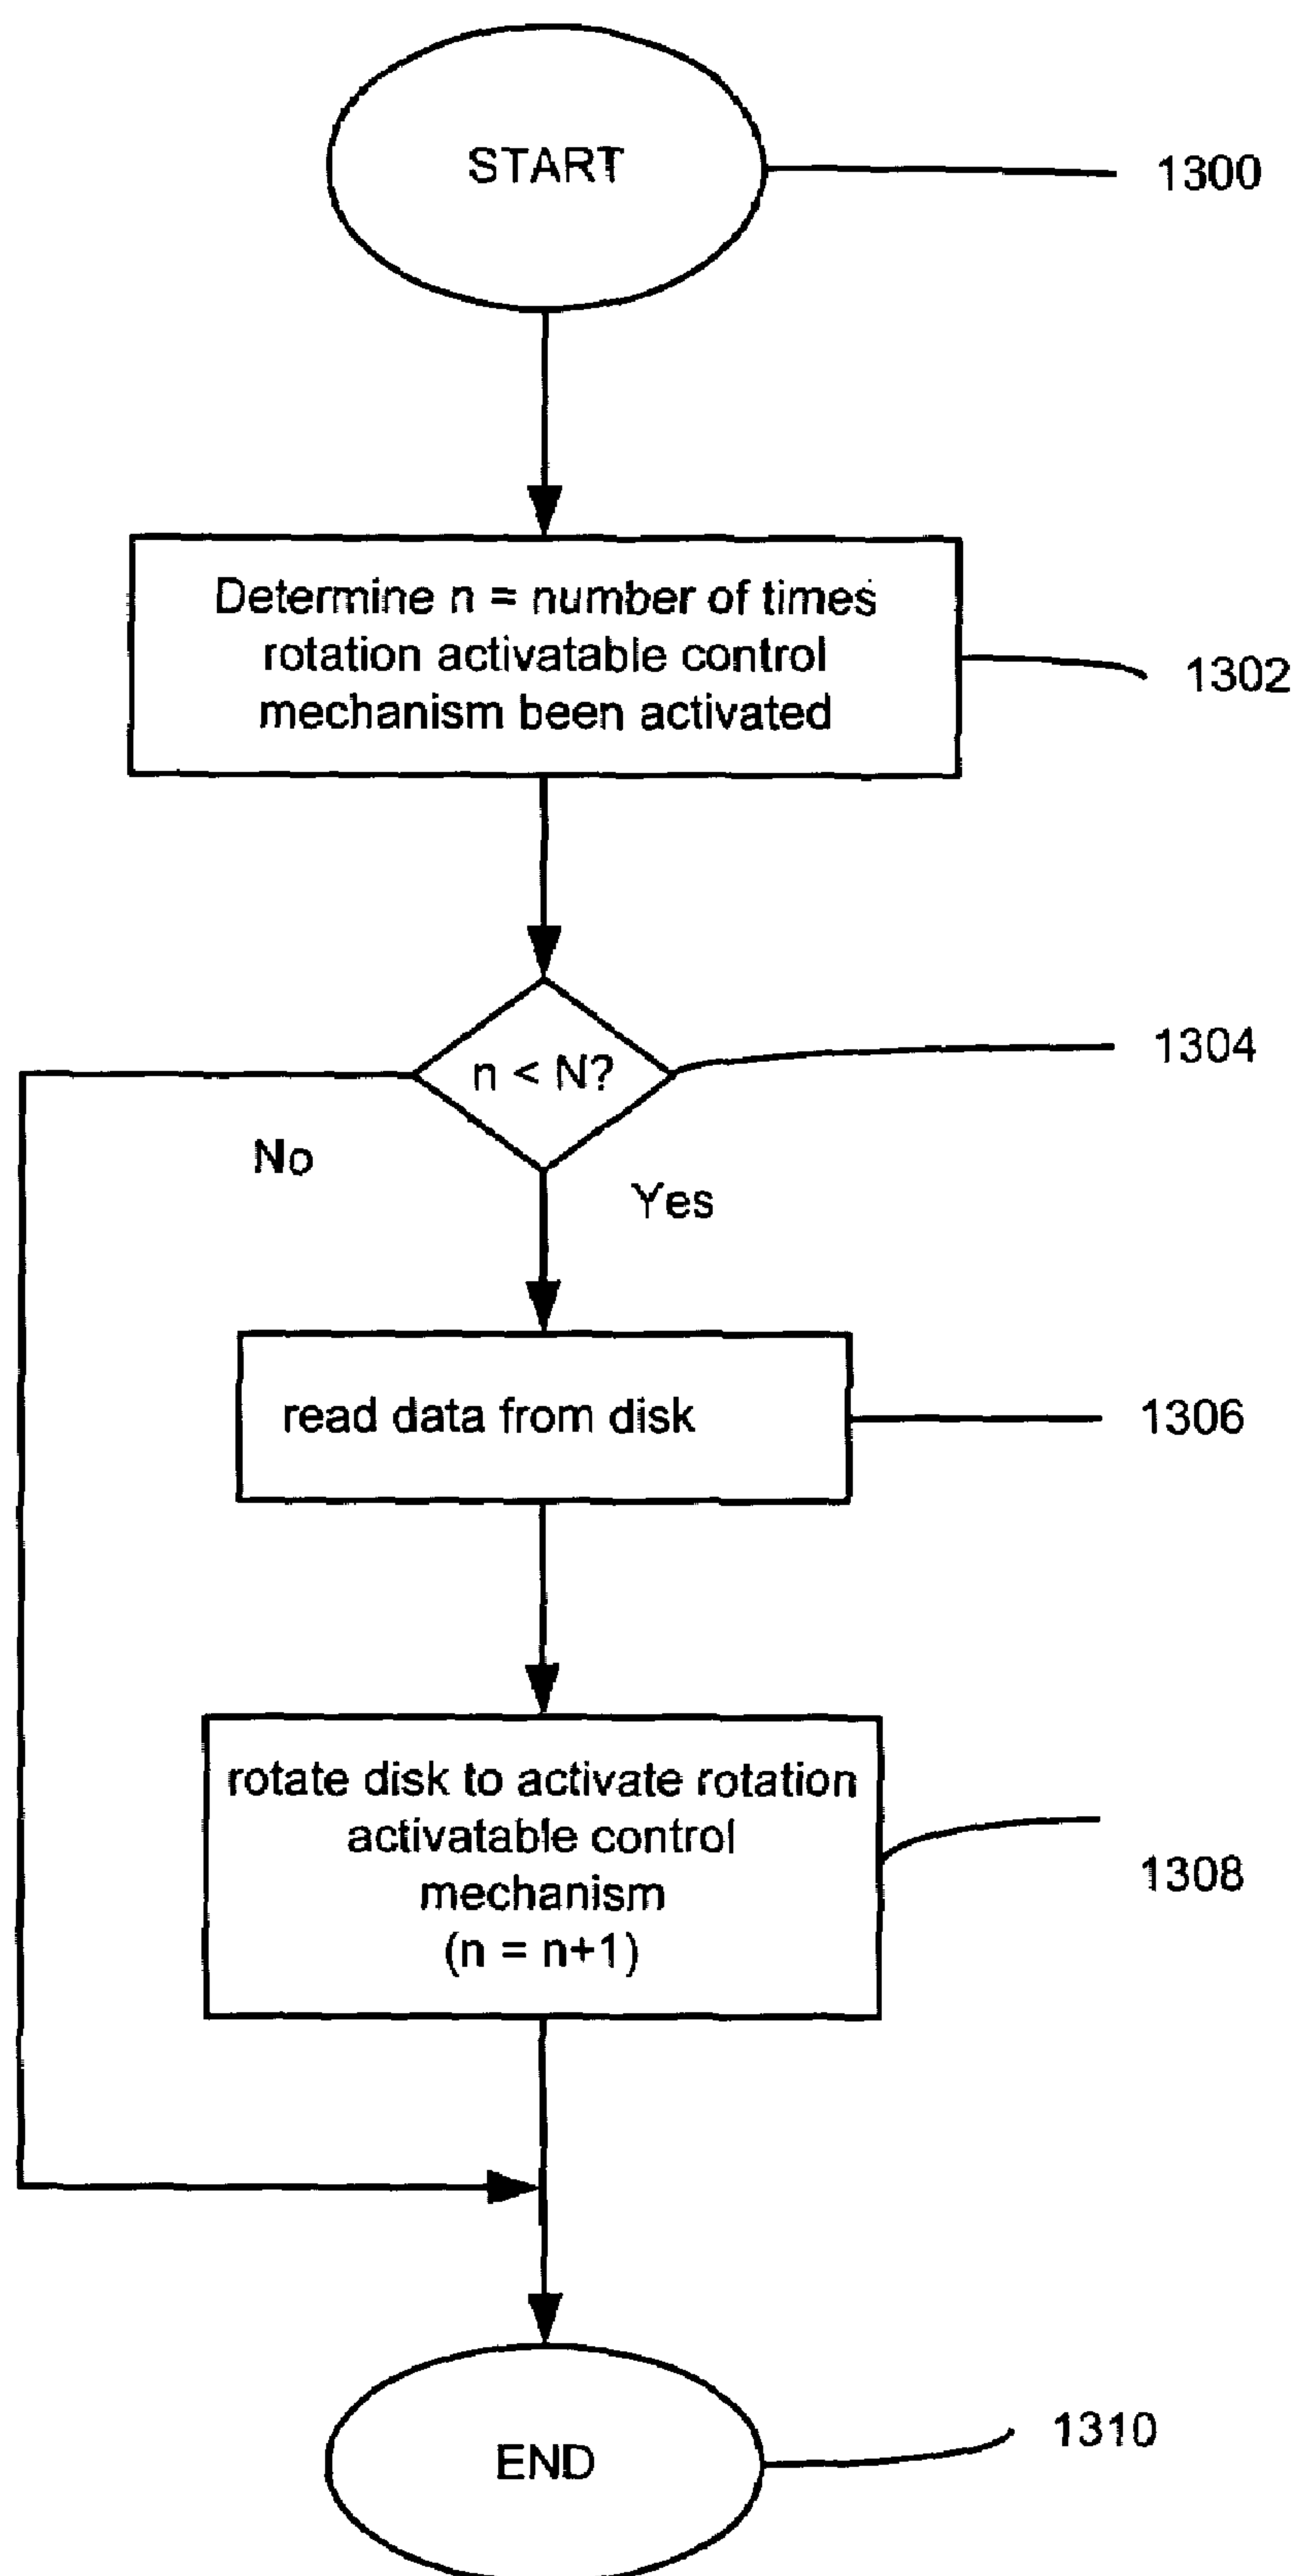 START
1300
Determine n = number of times
rotation activatable control
mechanism been activated
1302
n < N?
1304
No
Yes
read data from disk
1306
rotate disk to activate rotation
activatable control
mechanism
(n = n+1)
1308
END
1310